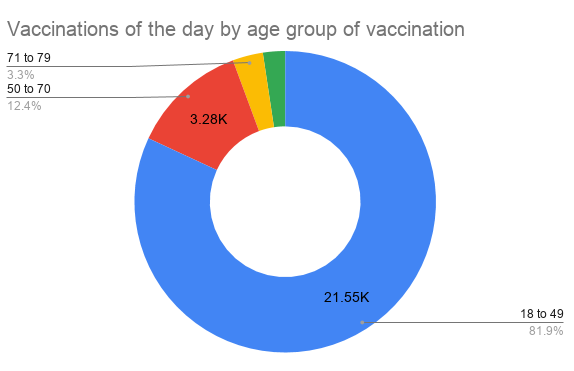 Vaccinations of the day by age group of vaccination
71 to 79
3.3%
50 to 70
12.4%
3.28K
21.55K
18 to 49
81.9%